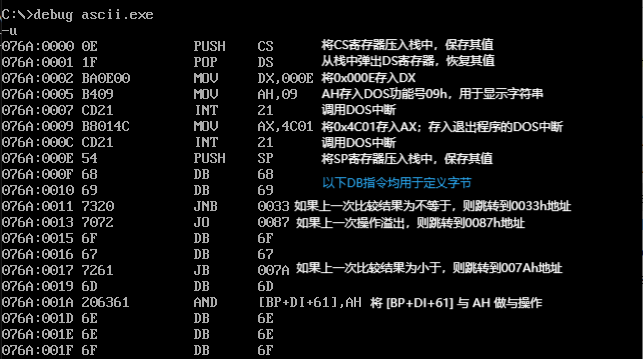 C:\>debug ascii.exe
-u
076A:0000 0E PUSH CS 将CS寄存器压入栈中，保存其值
076A:0001 1F POP DS 从栈中弹出DS寄存器，恢复其值
076A:0002 BA0E00 MOV DX,000E 将0x000E存入DX
076A:0005 B409 MOV AH,09 AH存入DOS功能号09h，用于显示字符串
076A:0007 CD21 INT 21 调用DOS中断
076A:0009 B8014C MOV AX,4C01 将0x4C01存入AX；存入退出程序的DOS中断
076A:000C CD21 INT 21 调用DOS中断
076A:000E 54 PUSH SP 将SP寄存器压入栈中，保存其值
076A:000F 68 DB 68 以下DB指令均用于定义字节
076A:0010 69 DB 69
076A:0011 7320 JNB 0033 如果上一次比较结果为不等于，则跳转到0033h地址
076A:0013 7072 JO 0087 如果上一次操作溢出，则跳转到0087h地址
076A:0015 6F DB 6F
076A:0016 67 DB 67
076A:0017 7261 JB 007A 如果上一次比较结果为小于，则跳转到007Ah地址
076A:0019 6D DB 6D
076A:001A 206361 AND [BP+DI+61],AH 将 [BP+DI+61] 与 AH 做与操作
076A:001D 6E DB 6E
076A:001E 6E DB 6E
076A:001F 6F DB 6F